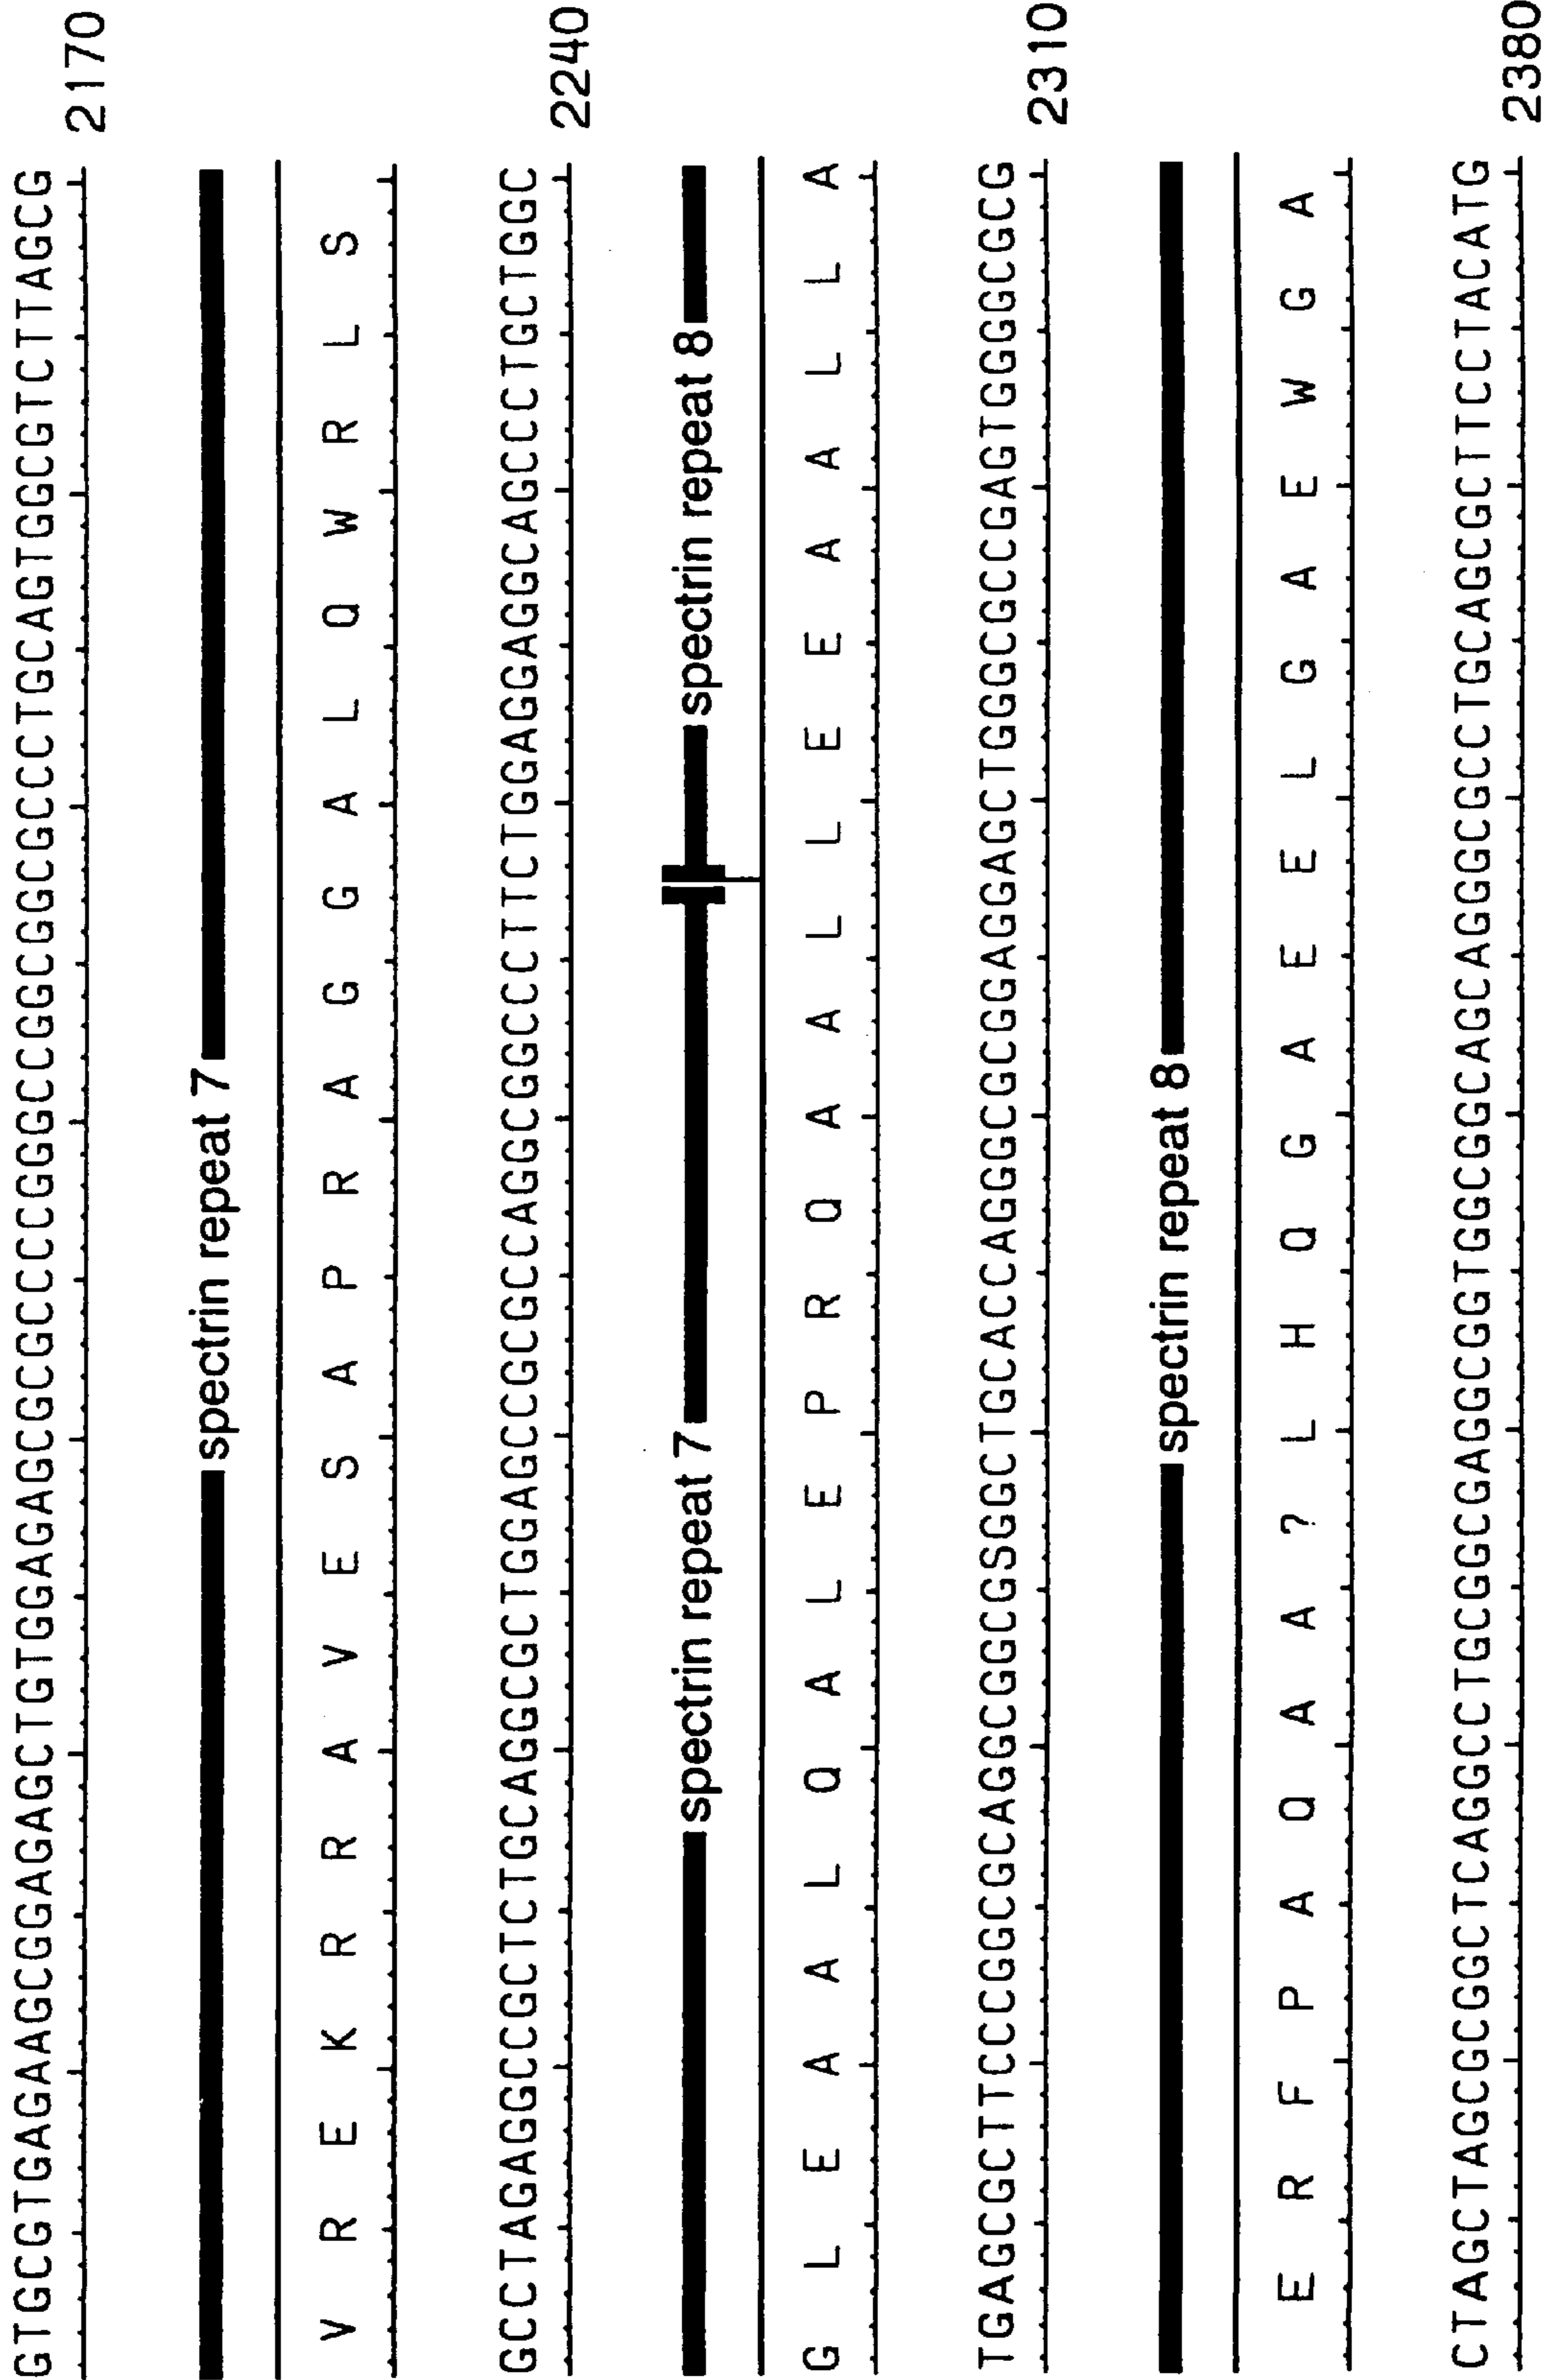 GTGCGTGAGAAGCGGAGAGCTGTGGAGAGCGCGCCCCGGGCCGGCGGCGCCCTGCAGTGGCGTCTTAGCG 2170
spectrin repeat 7
V R E K R R A V E S A P R A G G A L Q W R L S
GCCTAGAGGCCGCTCTGCAGGCGCTGGAGCCGCGCCAGGCGGCCCTTCTGGAGGAGGCAGCCCTGCTGGC 2240
spectrin repeat 7 spectrin repeat 8
G L E A A L Q A L E P R Q A A L L E E A A L L A
TGAGCGCTTCCCGGCGCAGGCGGCGSGGCTGCACCAGGGCGCGGAGGAGCTGGGCGCCGAGTGGGGCGCG 2310
spectrin repeat 8
E R F P A Q A A ? L H Q G A E E L G A E W G A
CTAGCTAGCGCGGCTCAGGCCTGCGGCGAGGCGGTGGCGGCAGCAGGGCGCCTGCAGCGCTTCCTACATG 2380